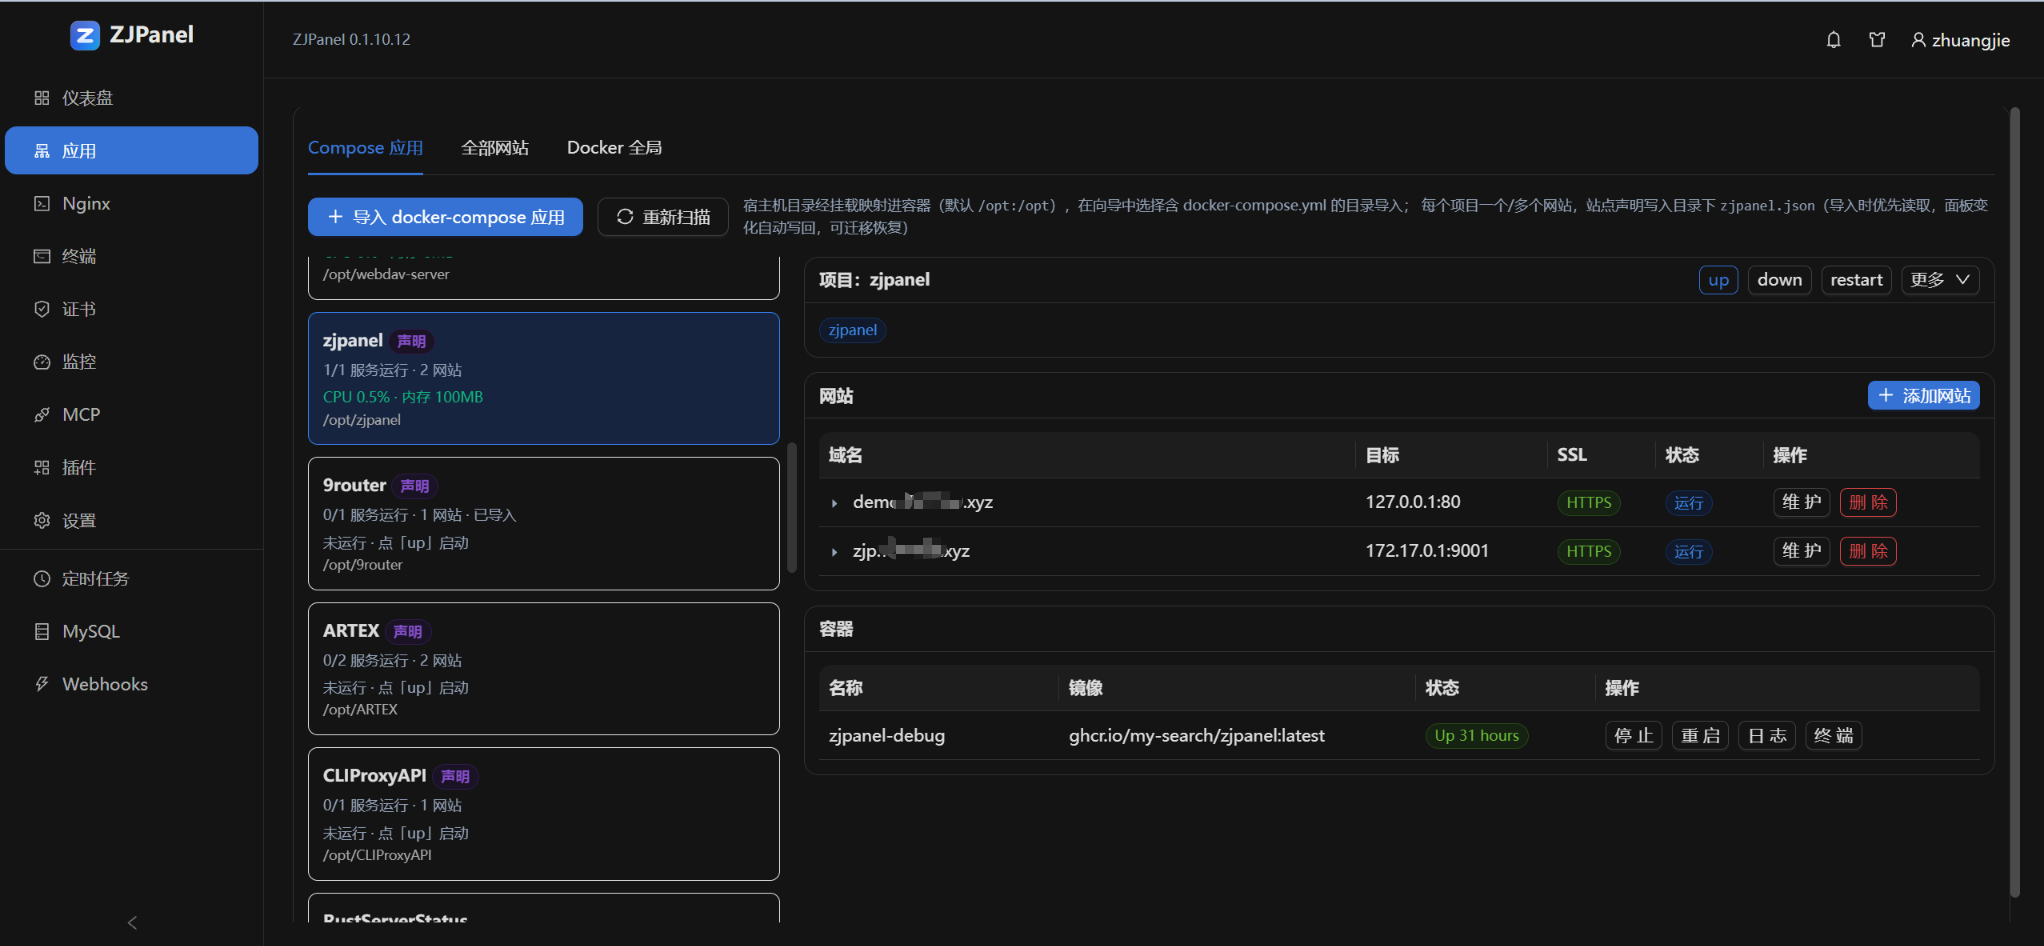 ZJPanel
ZJPanel 0.1.10.12
zhuangjie
仪表盘
应用
Nginx
终端
证书
监控
MCP
插件
设置
定时任务
MySQL
Webhooks
Compose 应用
全部网站
Docker 全局
导入 docker-compose 应用
重新扫描
宿主机目录经挂载映射进容器（默认 /opt:/opt），在向导中选择含 docker-compose.yml 的目录导入； 每个项目一个/多个网站，站点声明写入目录下 zjpanel.json（导入时优先读取，面板变
化自动写回，可迁移恢复）
/opt/webdav-server
zjpanel 声明
1/1 服务运行 · 2 网站
CPU 0.5% · 内存 100MB
/opt/zjpanel
9router 声明
0/1 服务运行 · 1 网站 · 已导入
未运行 · 点「up」启动
/opt/9router
ARTEX 声明
0/2 服务运行 · 2 网站
未运行 · 点「up」启动
/opt/ARTEX
CLIProxyAPI 声明
0/1 服务运行 · 1 网站
未运行 · 点「up」启动
/opt/CLIProxyAPI
RustServerStatus
项目：zjpanel
up down restart 更多
zjpanel
网站
添加网站
域名 目标 SSL 状态 操作
demo .xyz 127.0.0.1:80 HTTPS 运行 维 护 删 除
zjp. xyz 172.17.0.1:9001 HTTPS 运行 维 护 删 除
容器
名称 镜像 状态 操作
zjpanel-debug ghcr.io/my-search/zjpanel:latest Up 31 hours 停 止 重 启 日 志 终 端